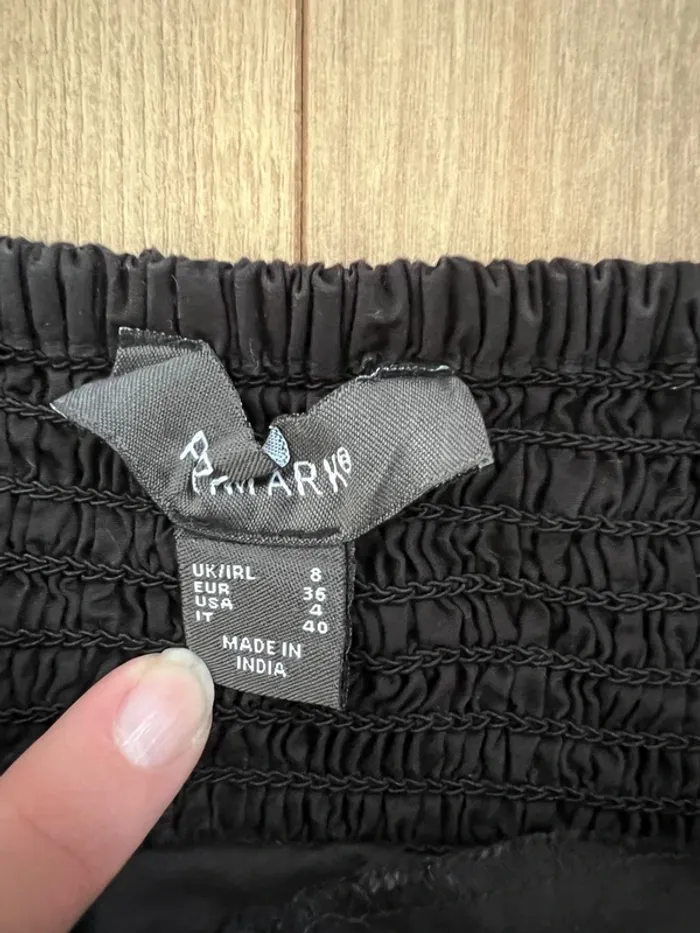 PRIMARK®
UK/IRL 8
EUR 36
USA 4
IT 40
MADE IN
INDIA